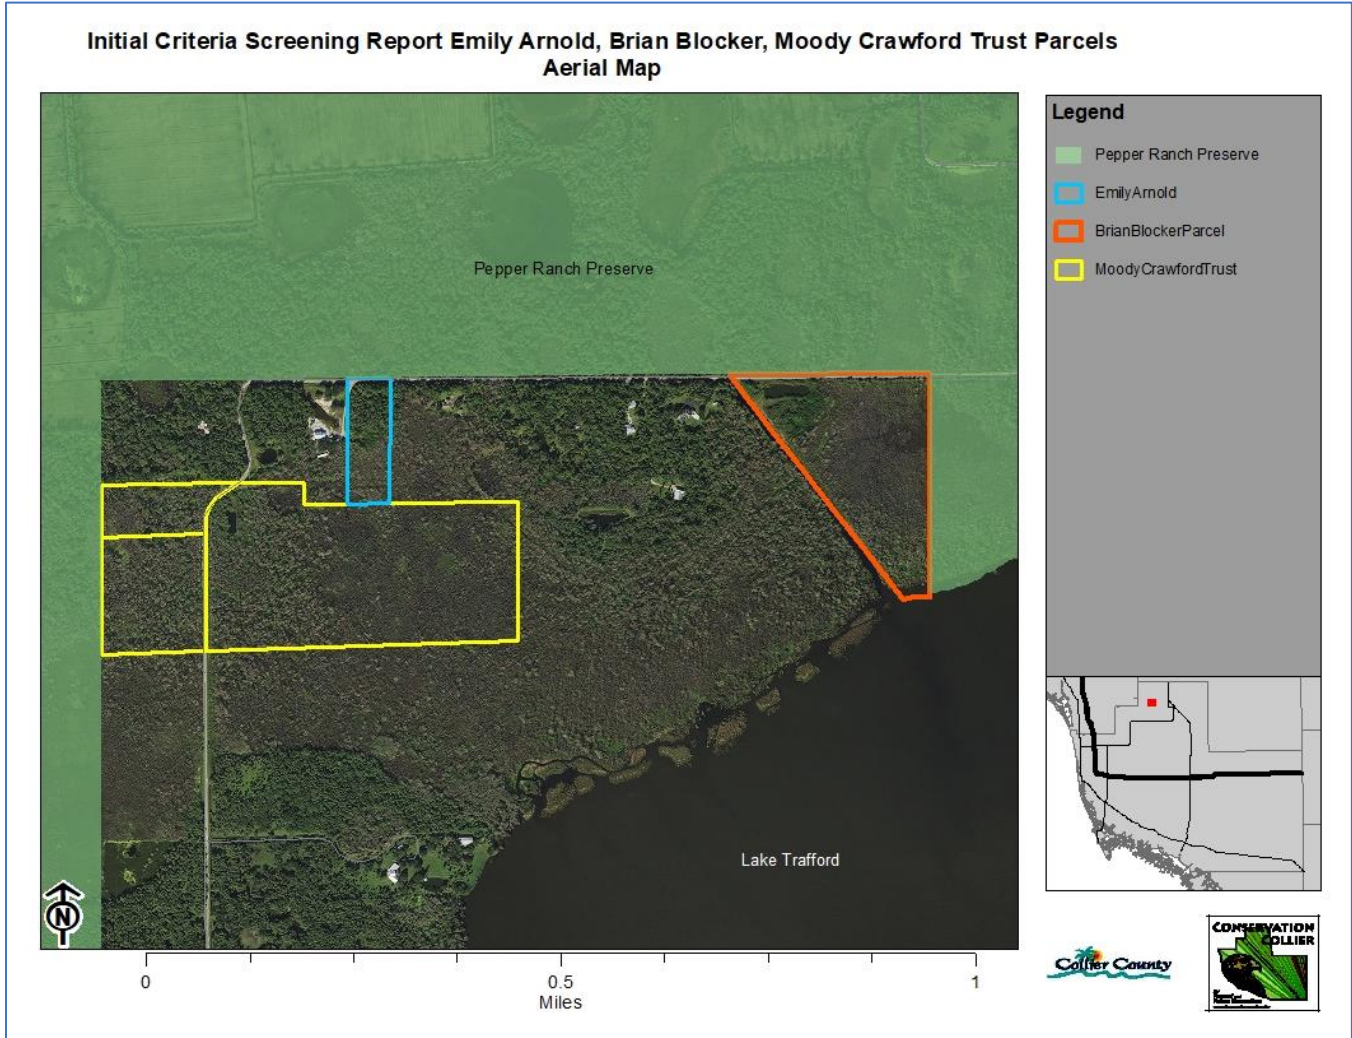 Initial Criteria Screening Report Emily Arnold, Brian Blocker, Moody Crawford Trust Parcels
Aerial Map
Legend
Pepper Ranch Preserve
EmilyArnold
BrianBlockerParcel
MoodyCrawfordTrust
Pepper Ranch Preserve
Lake Trafford
N
0
0.5
1
Miles
Collier County
CONSERVATION
COLLIER